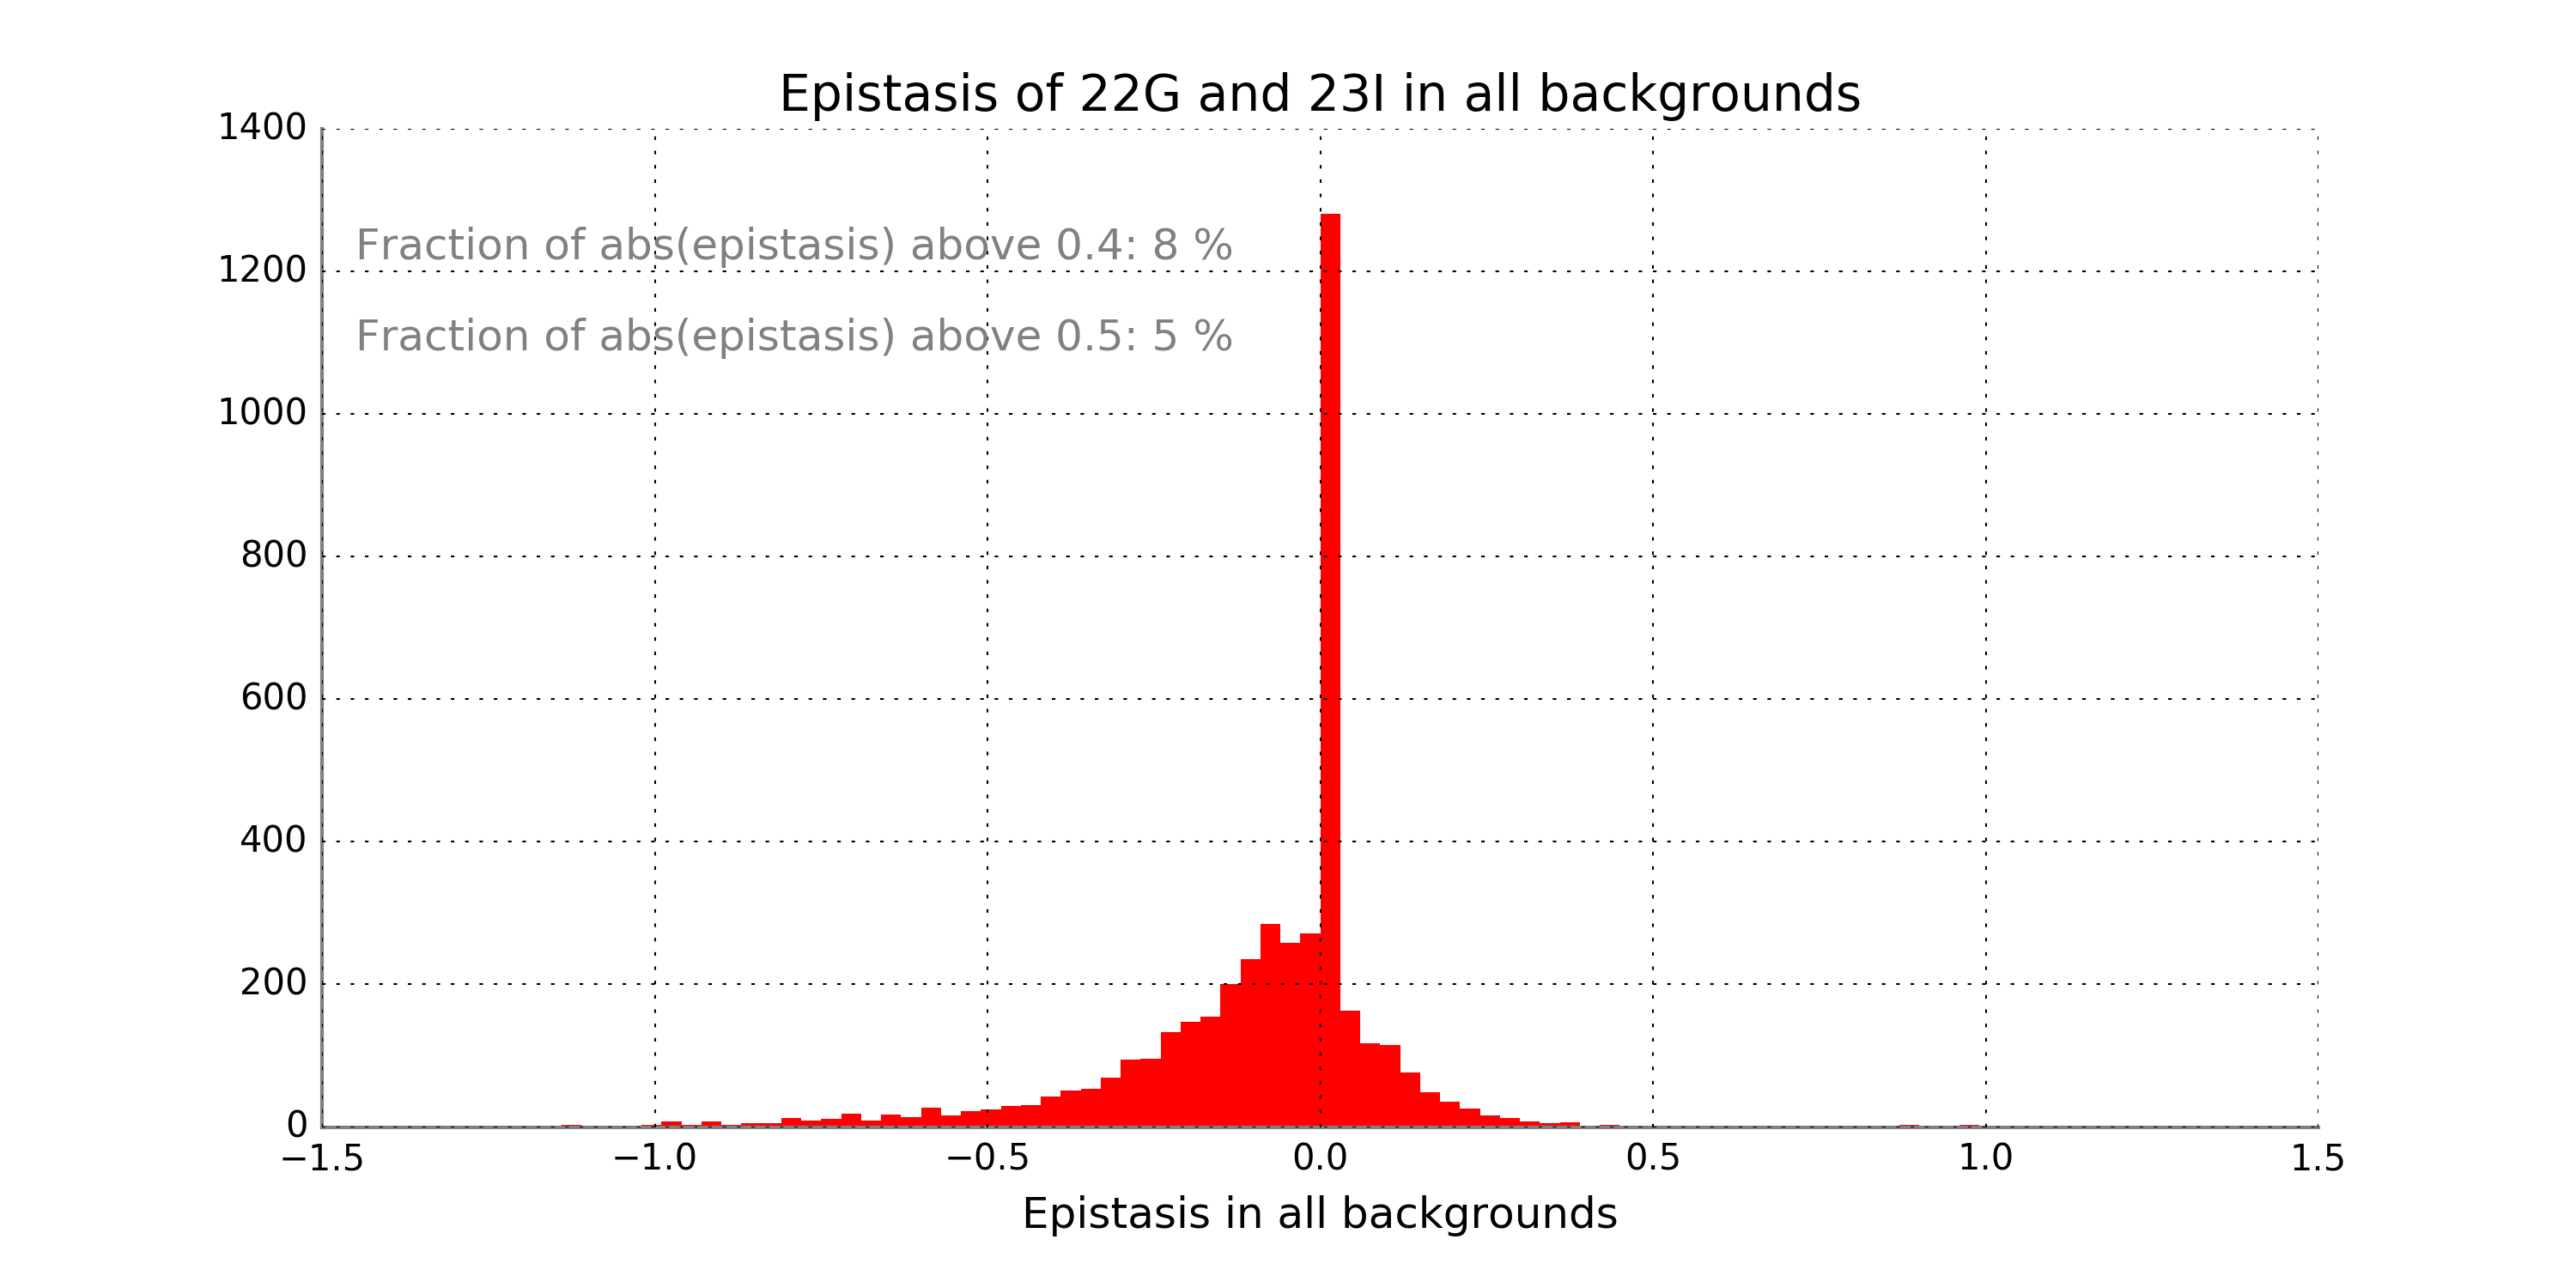 Epistasis of 22G and 23I in all backgrounds
1400
Fraction of abs(epistasis) above 0.4: 8 %
1200
Fraction of abs(epistasis) above 0.5: 5 %
1000
800
600
400
200
0
−1.5 −1.0 −0.5 0.0 0.5 1.0 1.5
Epistasis in all backgrounds